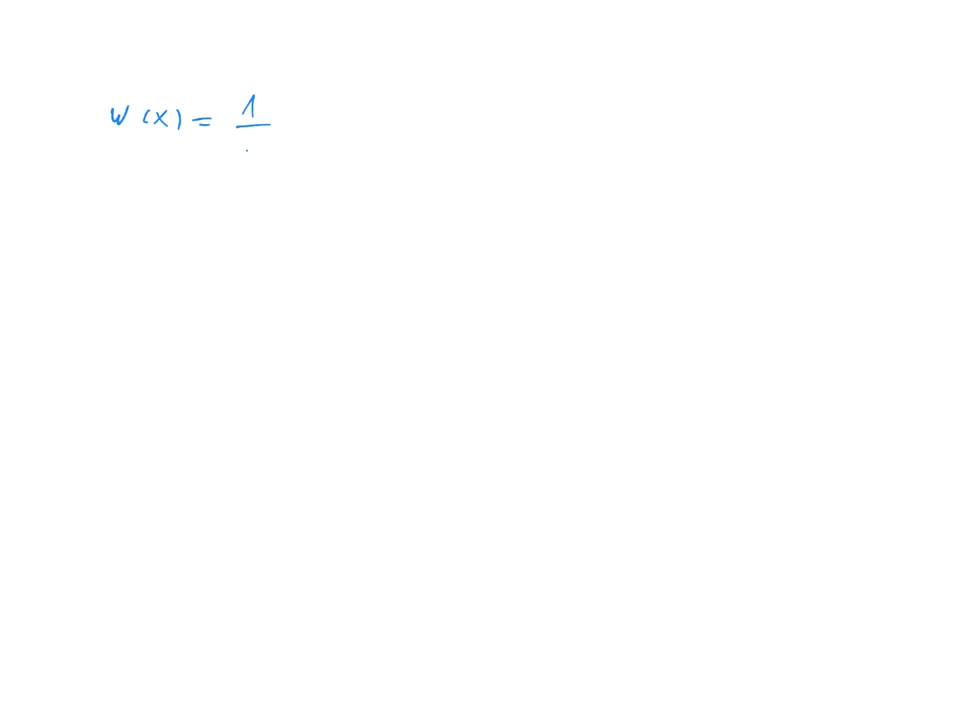 W (X) = 1/